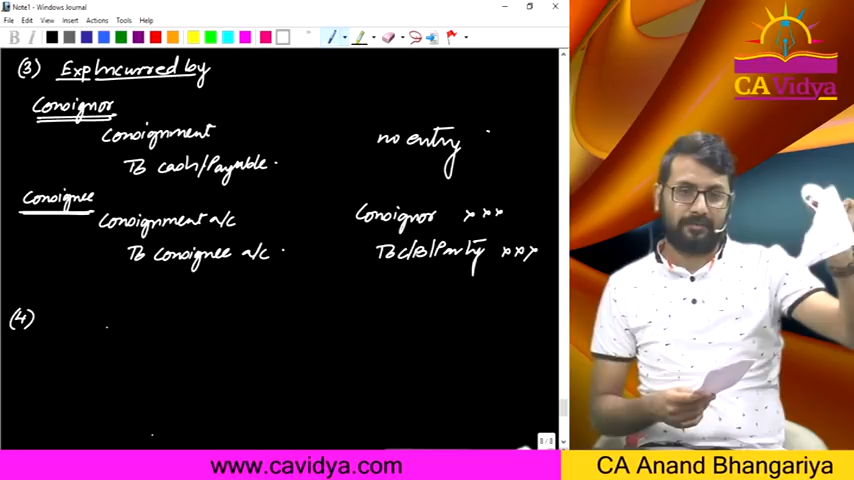 Note1 - Windows Journal
File Edit View Insert Actions Tools Help
B I
(3) Exp Incurred by
Consignor
Consignment
To cash/Payable.
no entry
Consignee
Consignment a/c
To Consignee a/c.
Consignor xxx
To C/B/Party xxx
(4)
8/8
CA Vidya
www.cavidya.com
CA Anand Bhangariya